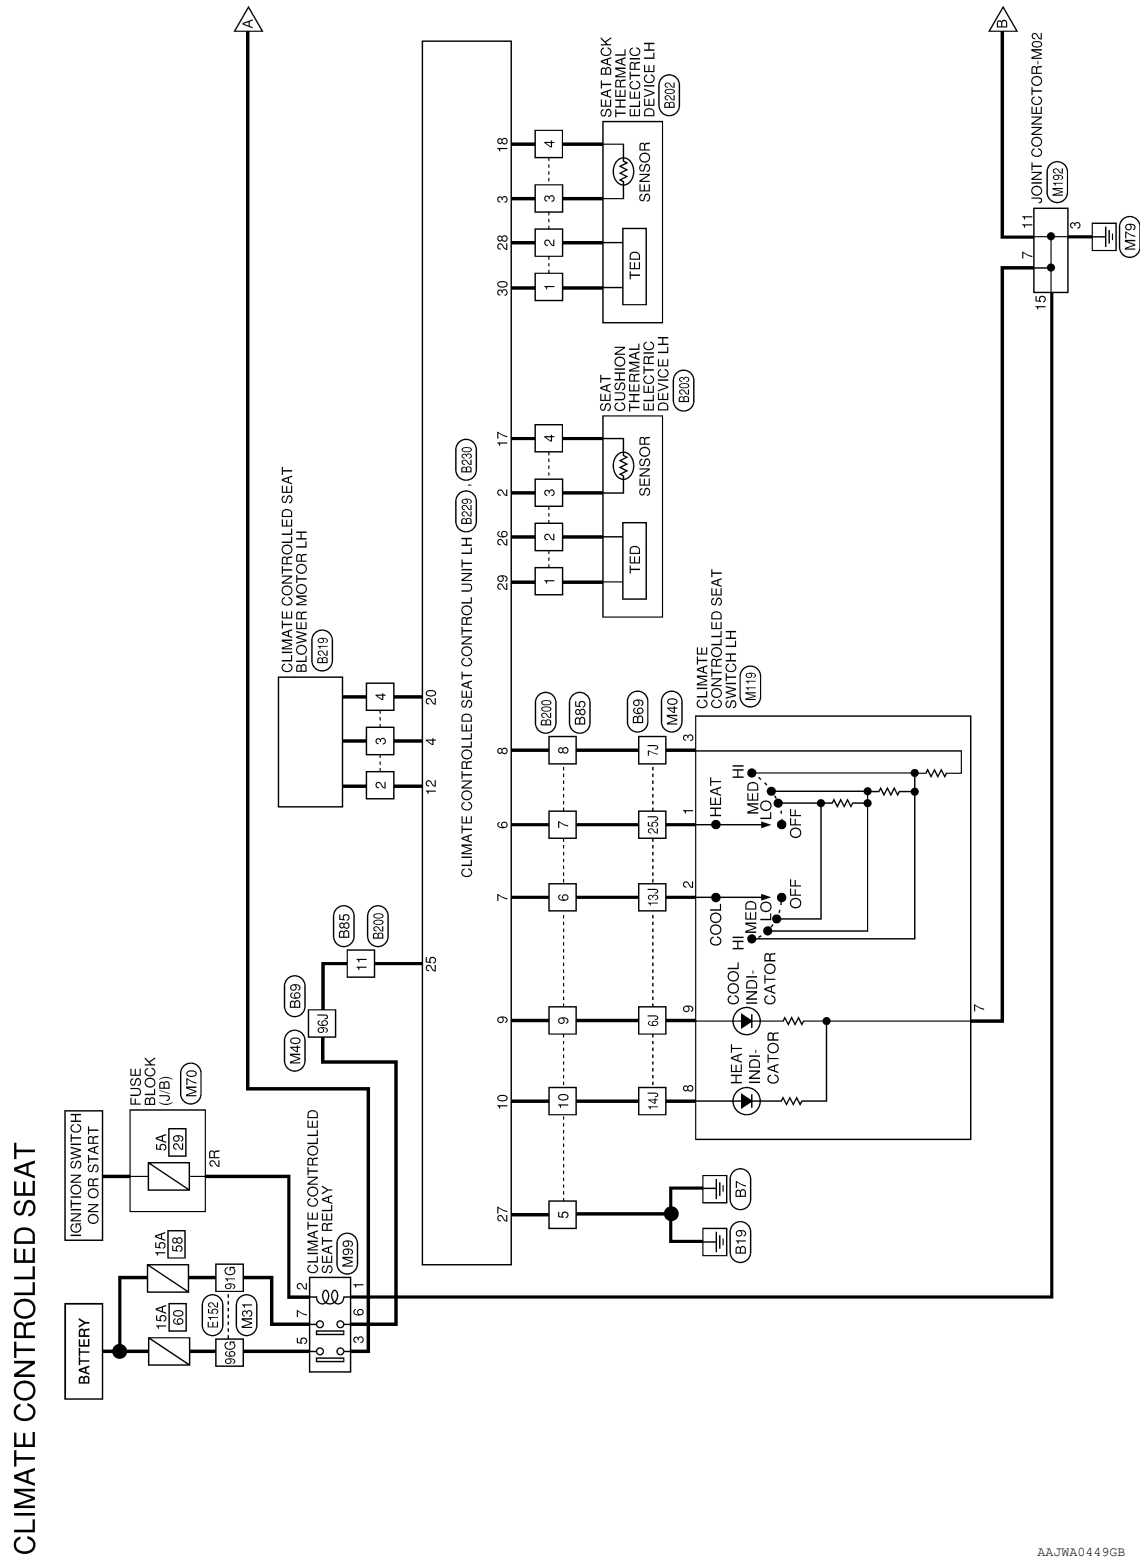 CLIMATE CONTROLLED SEAT
BATTERY
IGNITION SWITCH
ON OR START
15A
60
15A
58
5A
29
FUSE
BLOCK
(J/B)
M70
2R
96G
91G
E152
M31
5
7
2
3
6
1
CLIMATE CONTROLLED
SEAT RELAY
M99
A
M40
B69
96J
B85
B200
11
25
CLIMATE CONTROLLED SEAT
BLOWER MOTOR LH
B219
2
3
4
12
4
20
CLIMATE CONTROLLED SEAT CONTROL UNIT LH B229 , B230
27
10
9
7
6
8
29
26
2
17
30
28
3
18
5
10
9
6
7
8
B200
B85
14J
6J
13J
25J
7J
B69
M40
1
2
3
4
TED
SENSOR
SEAT
CUSHION
THERMAL
ELECTRIC
DEVICE LH
B203
1
2
3
4
TED
SENSOR
SEAT BACK
THERMAL
ELECTRIC
DEVICE LH
B202
B19
B7
8
9
2
1
3
CLIMATE
CONTROLLED SEAT
SWITCH LH
M119
HEAT
INDI-
CATOR
COOL
INDI-
CATOR
COOL
HI
MED
LO
OFF
HEAT
OFF
LO
MED
HI
7
B
15
7
11
3
JOINT CONNECTOR-M02
M192
M79
AAJWA0449GB